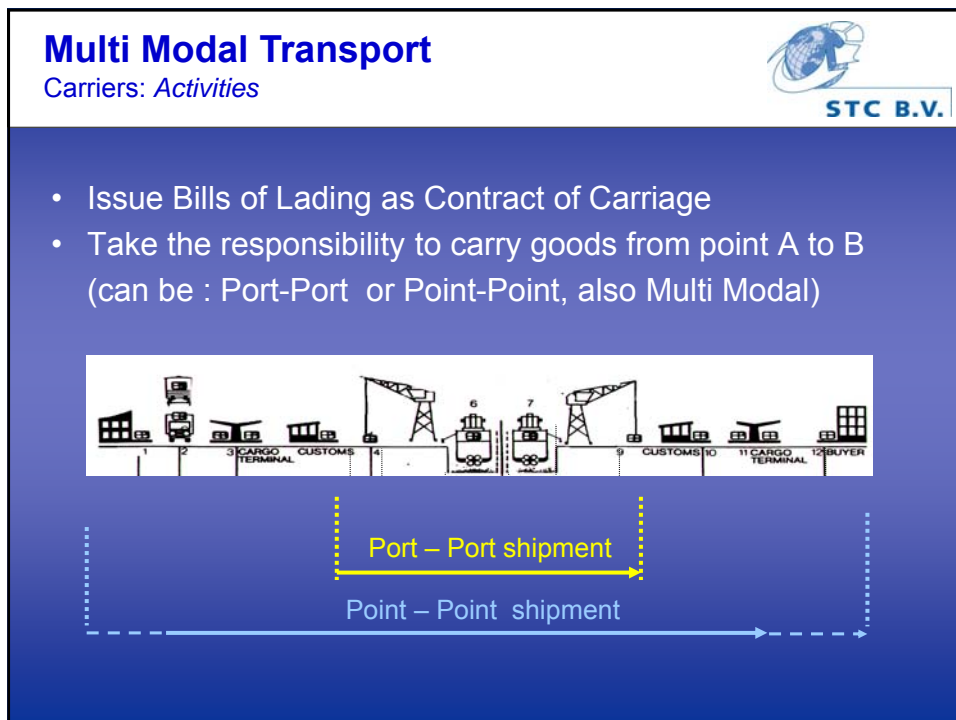 Multi Modal Transport
Carriers: Activities
STC B.V.
• Issue Bills of Lading as Contract of Carriage
• Take the responsibility to carry goods from point A to B
(can be : Port-Port or Point-Point, also Multi Modal)
6 7
1 2 3 CARGO TERMINAL CUSTOMS 4 9 CUSTOMS 10 11 CARGO TERMINAL 12 BUYER
Port – Port shipment
Point – Point shipment